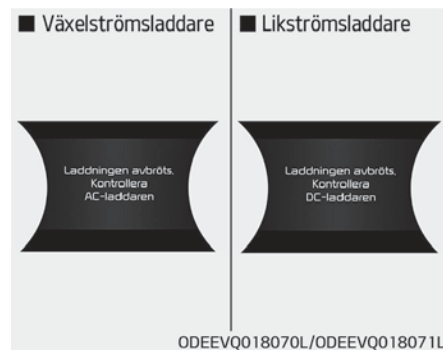 ■ Växelströmsladdare
■ Likströmsladdare
Laddningen avbröts.
Kontrollera
AC-laddaren
Laddningen avbröts,
Kontrollera
DC-laddaren
ODEEVQ018070L/ODEEVQ018071L